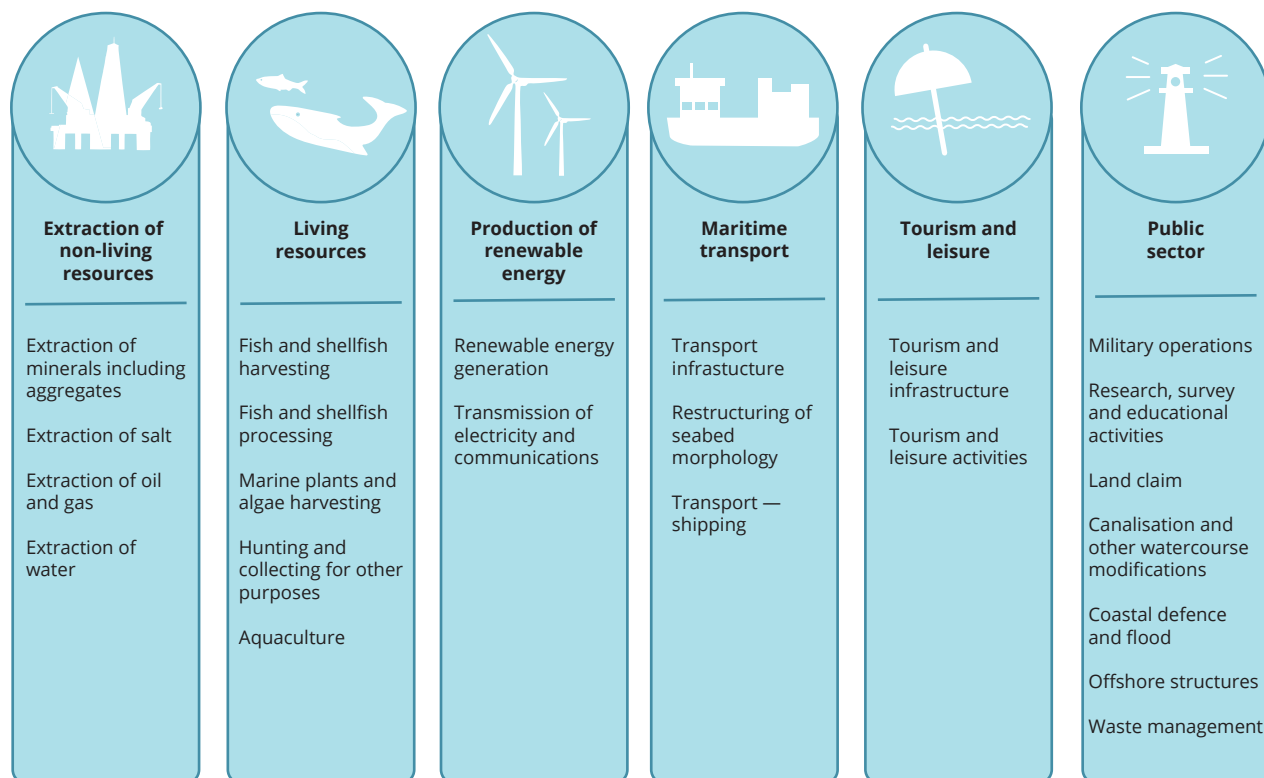 Extraction of
non-living
resources
Extraction of
minerals including
aggregates
Extraction of salt
Extraction of oil
and gas
Extraction of
water
Living
resources
Fish and shellfish
harvesting
Fish and shellfish
processing
Marine plants and
algae harvesting
Hunting and
collecting for other
purposes
Aquaculture
Production of
renewable
energy
Renewable energy
generation
Transmission of
electricity and
communications
Maritime
transport
Transport
infrastucture
Restructuring of
seabed
morphology
Transport —
shipping
Tourism and
leisure
Tourism and
leisure
infrastructure
Tourism and
leisure activities
Public
sector
Military operations
Research, survey
and educational
activities
Land claim
Canalisation and
other watercourse
modifications
Coastal defence
and flood
Offshore structures
Waste management